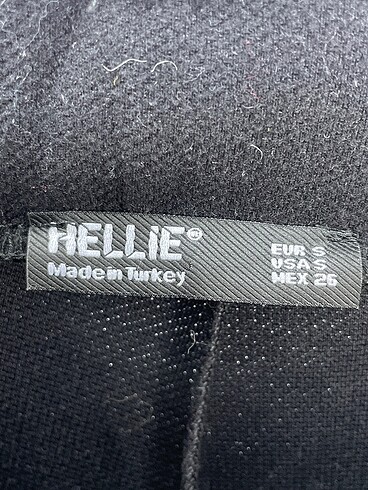 HELLIE®
Made in Turkey
EUR S
USA S
MEX 26